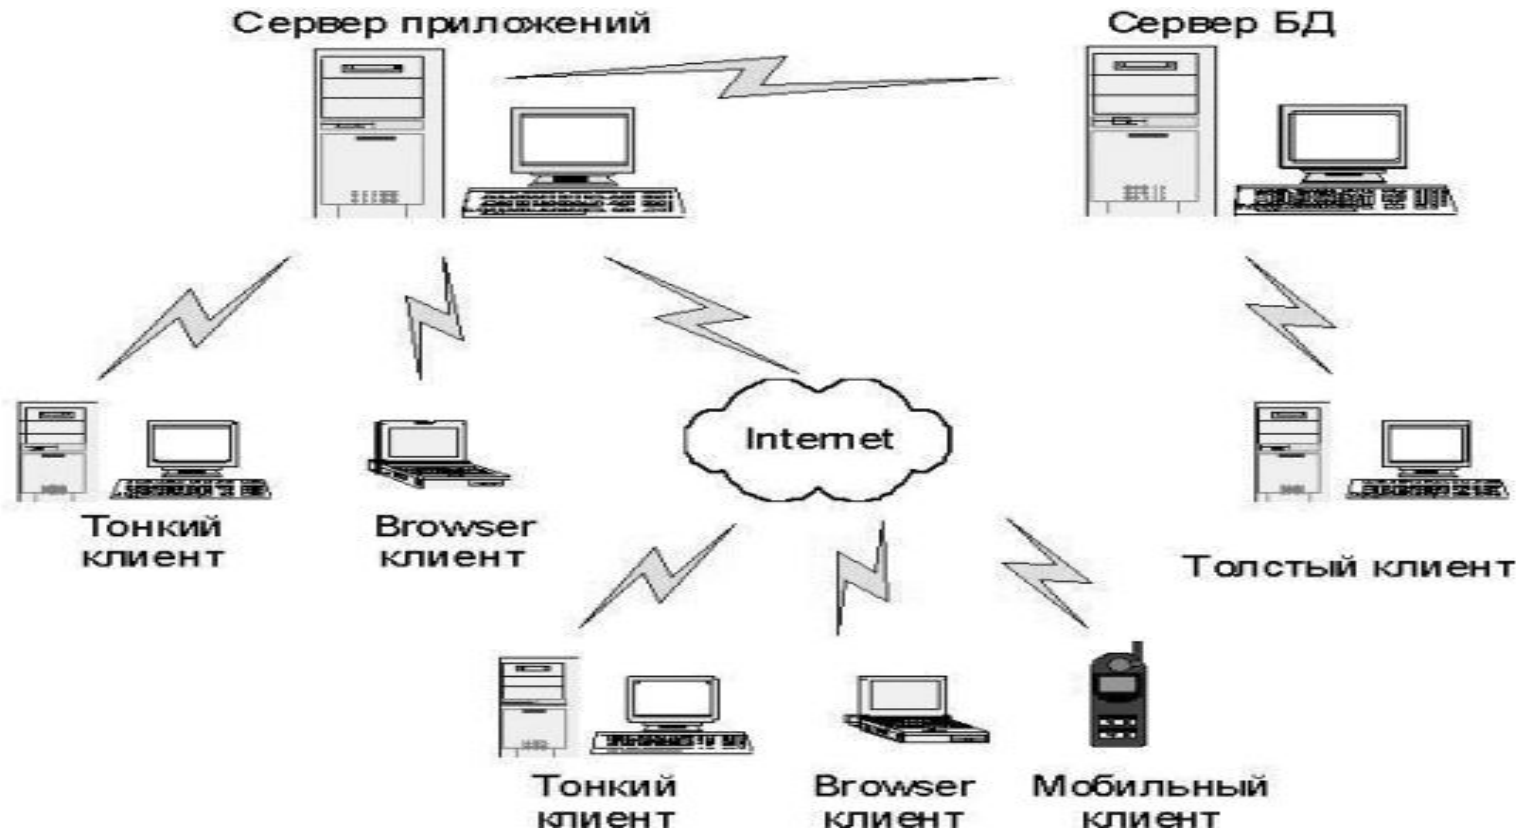 Сервер приложений
Сервер БД
Internet
Тонкий
клиент
Browser
клиент
Толстый клиент
Тонкий
клиент
Browser
клиент
Мобильный
клиент